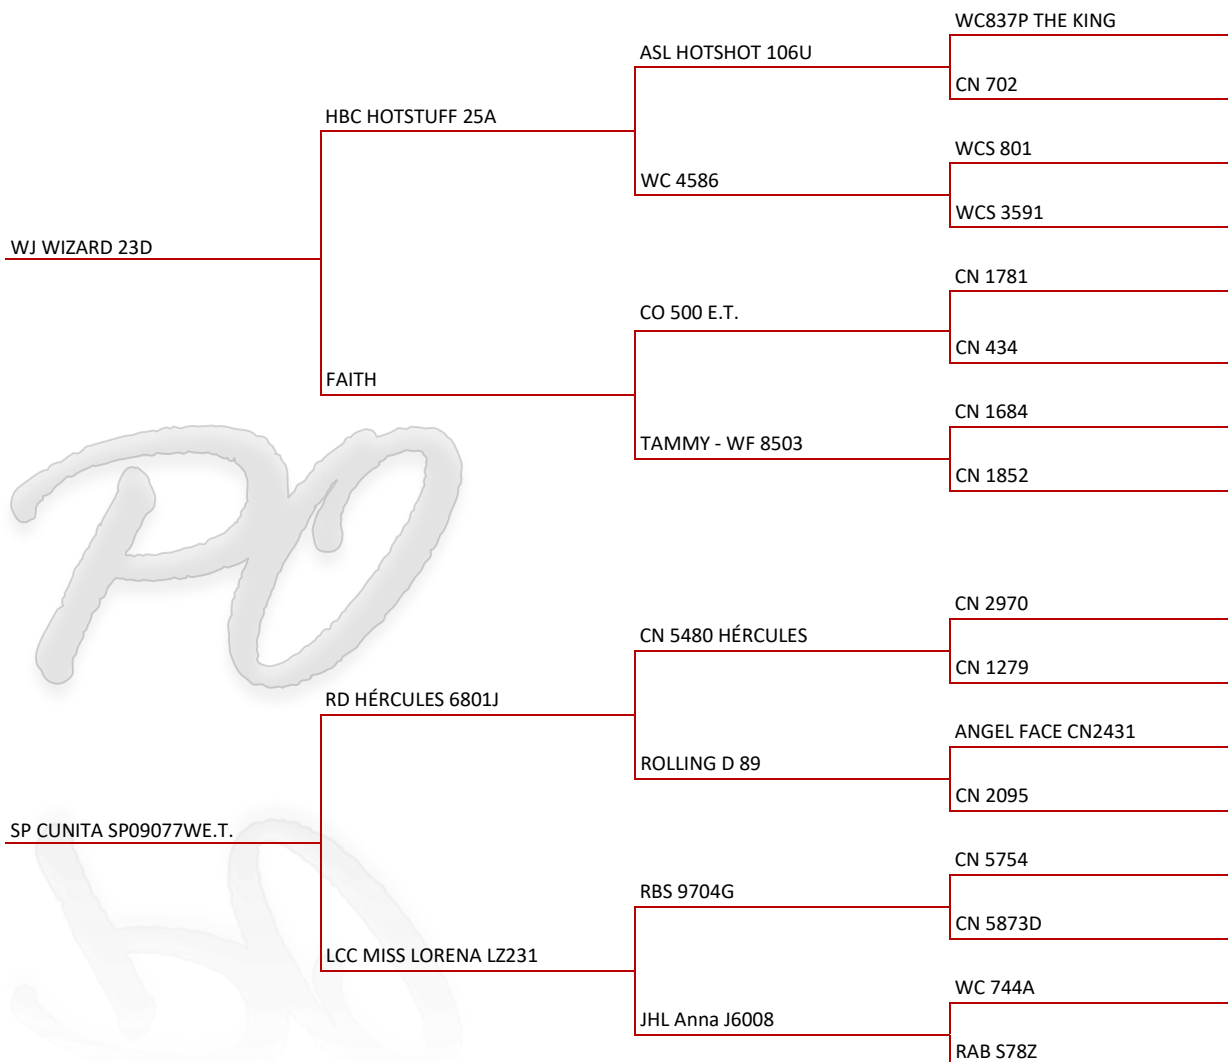 WC837P THE KING
ASL HOTSHOT 106U
CN 702
HBC HOTSTUFF 25A
WCS 801
WC 4586
WCS 3591
WJ WIZARD 23D
CN 1781
CO 500 E.T.
CN 434
FAITH
CN 1684
TAMMY - WF 8503
CN 1852
PO
CN 2970
CN 5480 HÉRCULES
CN 1279
RD HÉRCULES 6801J
ANGEL FACE CN2431
ROLLING D 89
CN 2095
SP CUNITA SP09077WE.T.
CN 5754
RBS 9704G
CN 5873D
LCC MISS LORENA LZ231
WC 744A
JHL Anna J6008
RAB S78Z